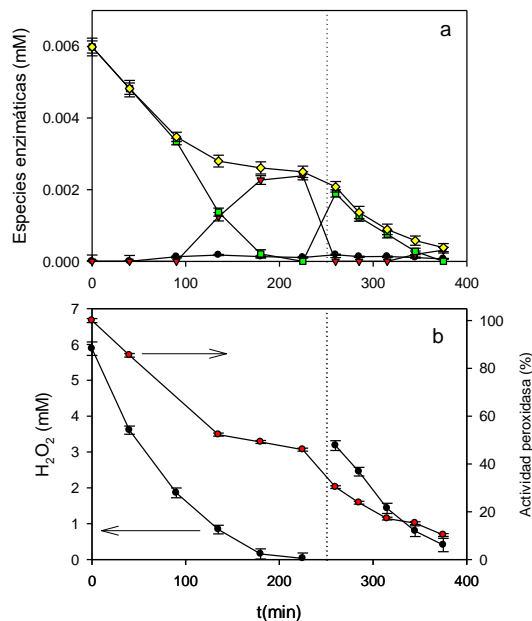 a
Especies enzimáticas (mM)
0.006
0.004
0.002
0.000
0 100 200 300 400
b
H2O2 (mM)
7
6
5
4
3
2
1
0
Actividad peroxidasa (%)
100
80
60
40
20
0
0 100 200 300 400
t(min)